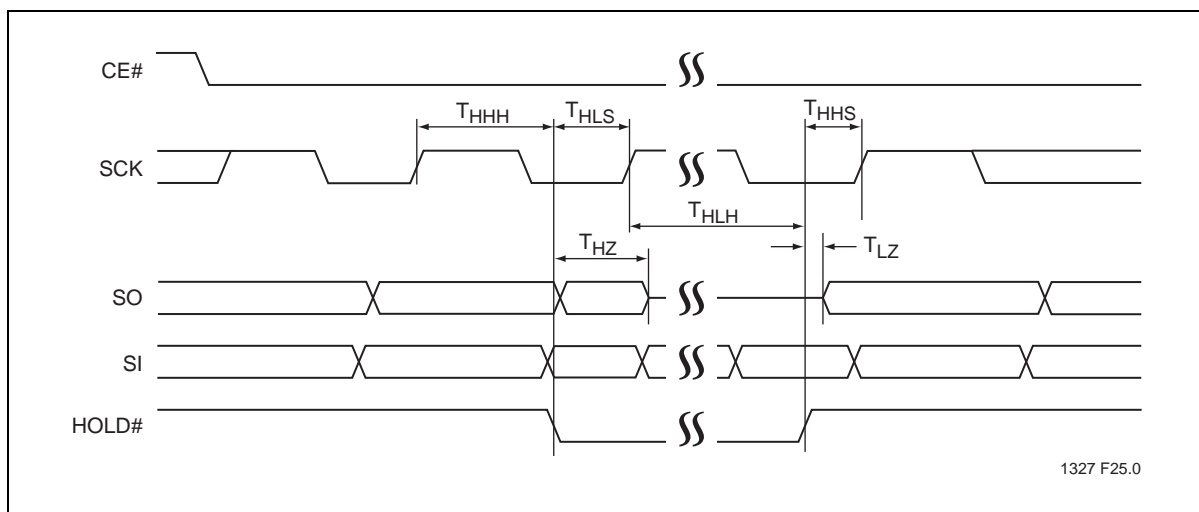 CE#
THHH THLS THHS
SCK
THLH
THZ TLZ
SO
SI
HOLD#
1327 F25.0